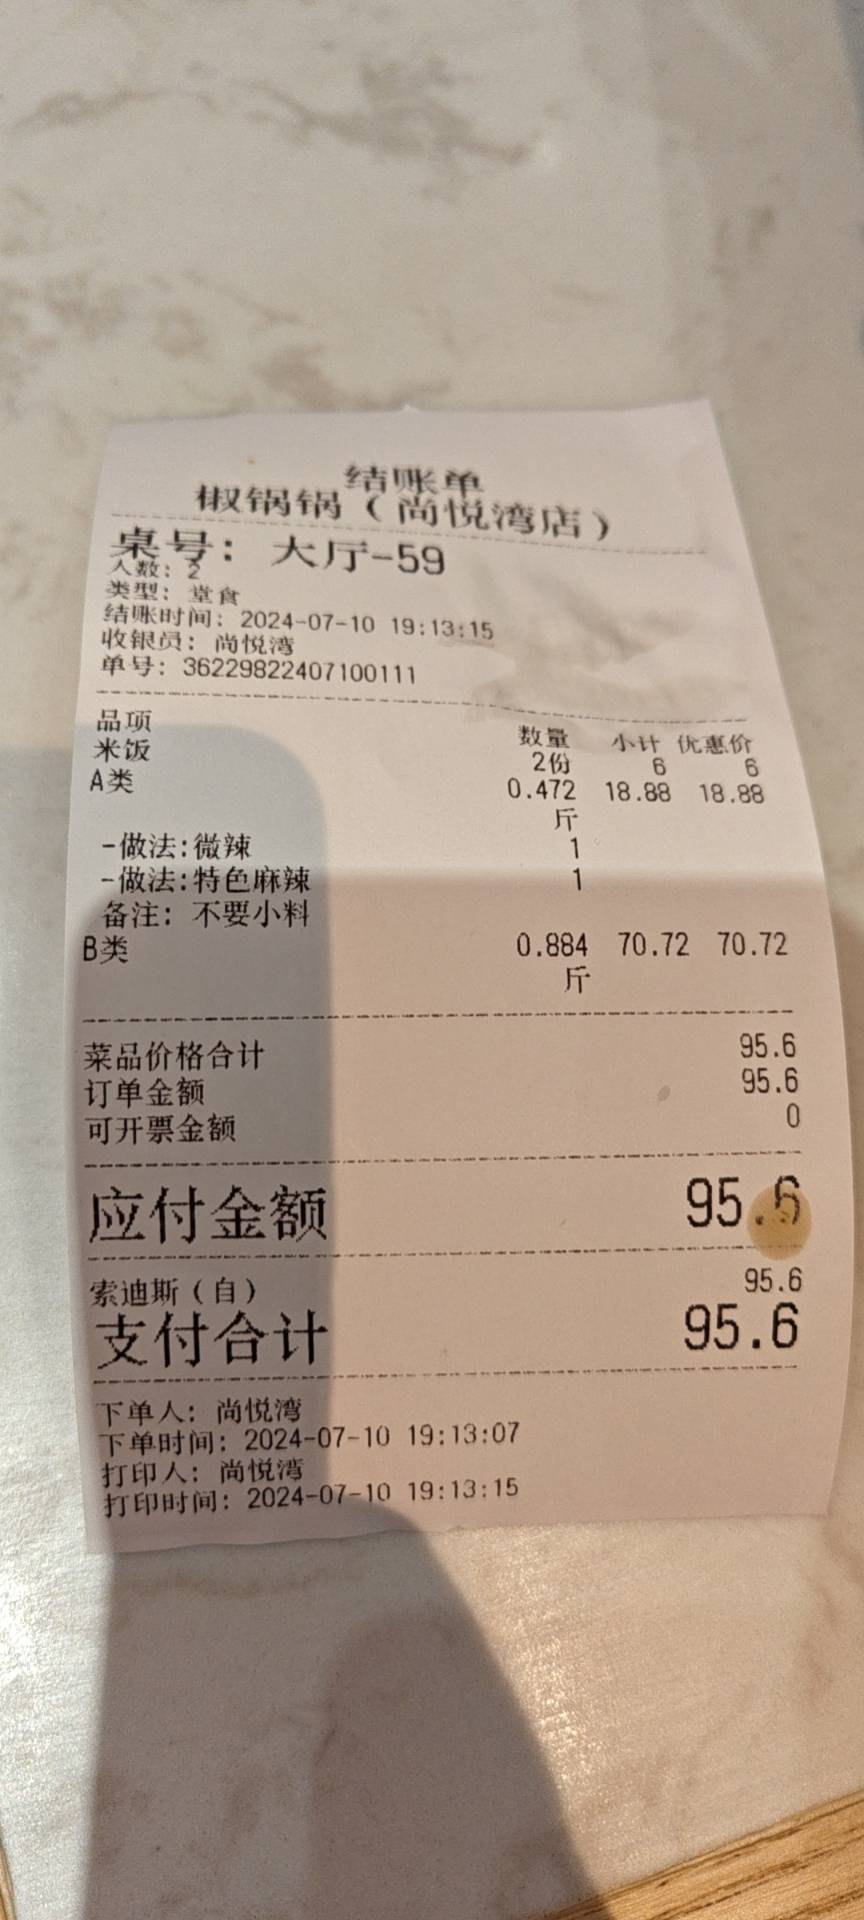 结账单
椒锅锅（尚悦湾店）
桌号：大厅-59
人数：2
类型：堂食
结账时间：2024-07-10 19:13:15
收银员：尚悦湾
单号：36229822407100111
品项 数量 小计 优惠价
米饭 2份 6 6
A类 0.472 18.88 18.88
斤
-做法:微辣 1
-做法:特色麻辣 1
备注：不要小料
B类 0.884 70.72 70.72
斤
菜品价格合计 95.6
订单金额 95.6
可开票金额 0
应付金额 95.6
索迪斯（自） 95.6
支付合计 95.6
下单人：尚悦湾
下单时间：2024-07-10 19:13:07
打印人：尚悦湾
打印时间：2024-07-10 19:13:15